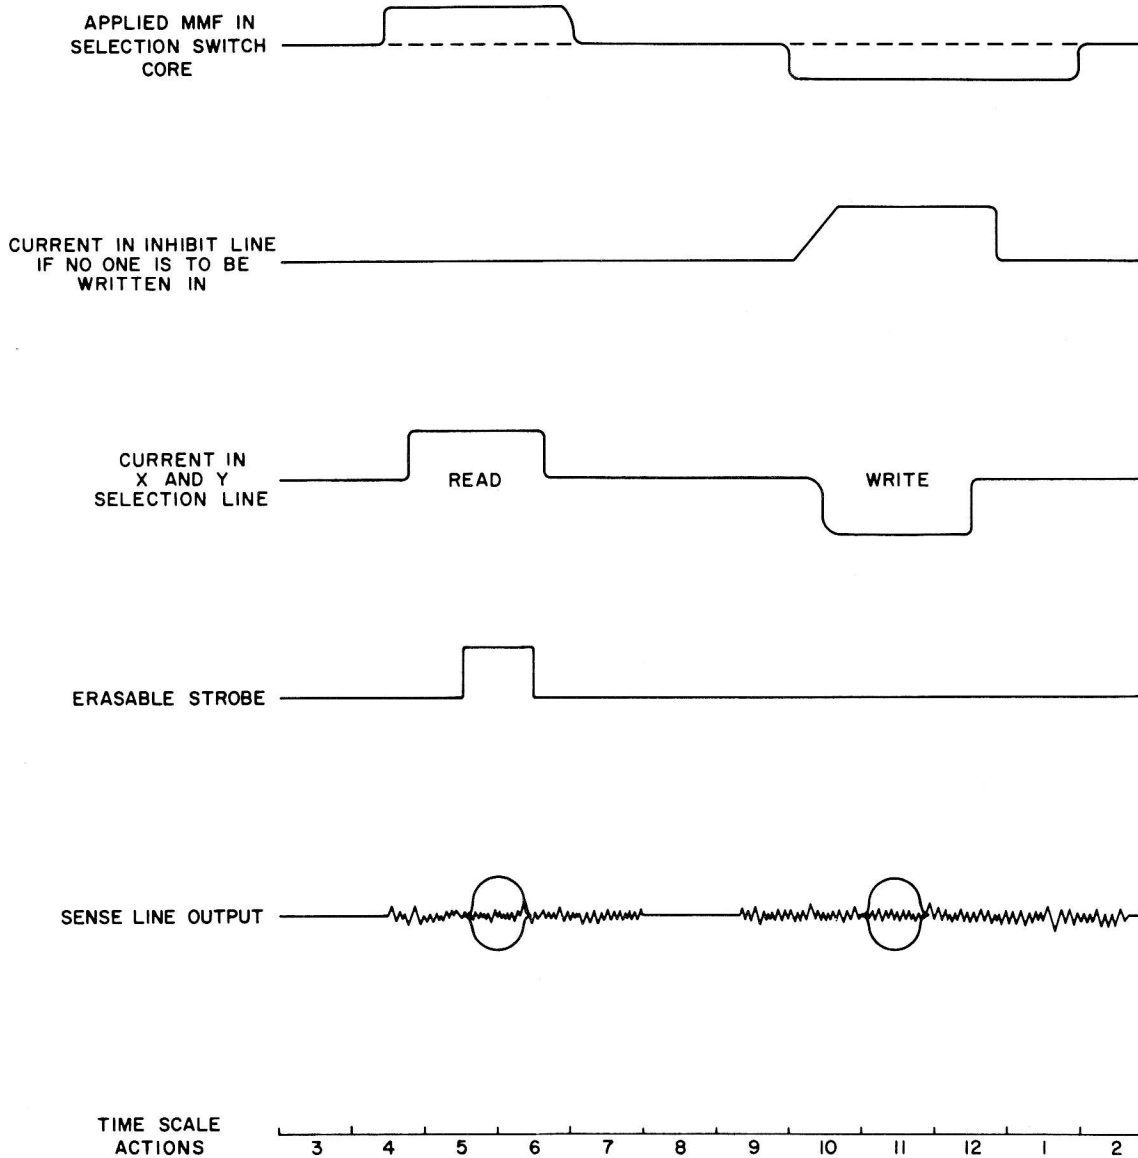 APPLIED MMF IN
SELECTION SWITCH
CORE
CURRENT IN INHIBIT LINE
IF NO ONE IS TO BE
WRITTEN IN
CURRENT IN
X AND Y
SELECTION LINE
READ
WRITE
ERASABLE STROBE
SENSE LINE OUTPUT
TIME SCALE
ACTIONS
3 4 5 6 7 8 9 10 11 12 1 2